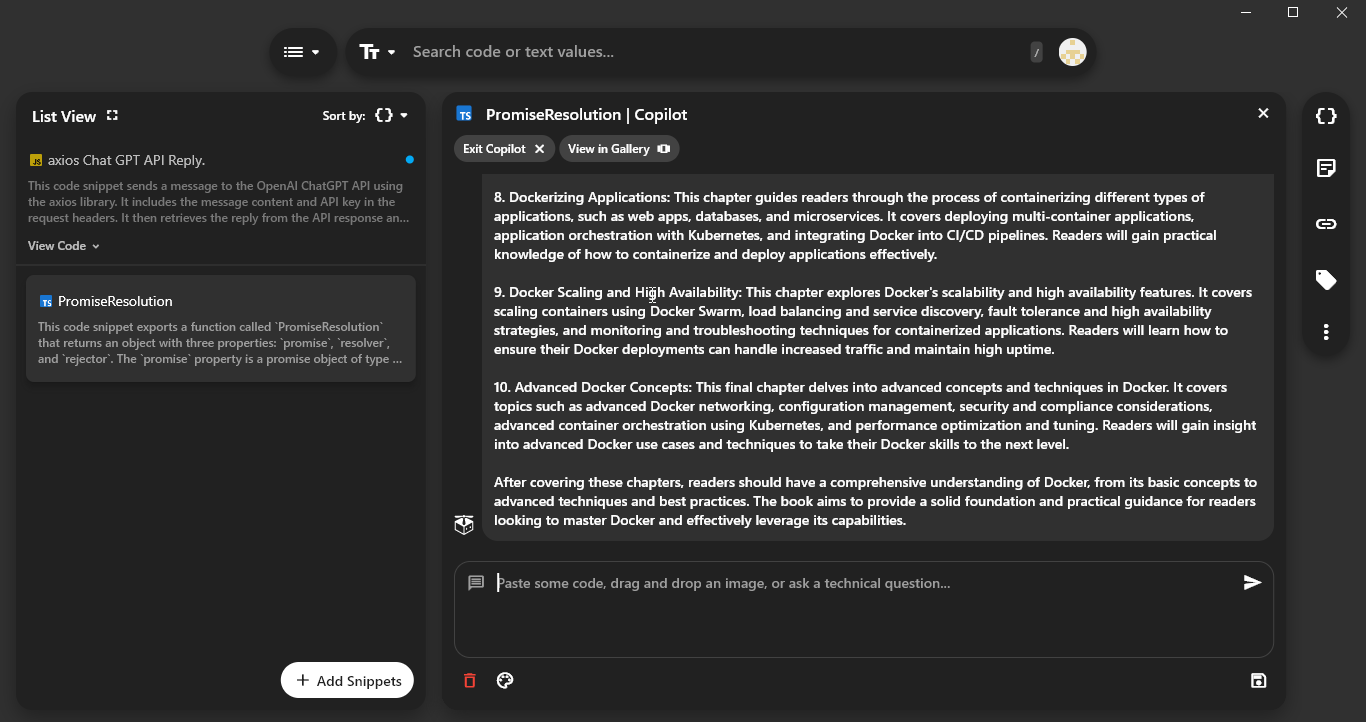 Search code or text values...
/
List View
Sort by:
JS axios Chat GPT API Reply.
This code snippet sends a message to the OpenAI ChatGPT API using
the axios library. It includes the message content and API key in the
request headers. It then retrieves the reply from the API response an...
View Code
TS PromiseResolution
This code snippet exports a function called `PromiseResolution`
that returns an object with three properties: `promise`, `resolver`,
and `rejector`. The `promise` property is a promise object of type ...
+ Add Snippets
TS PromiseResolution | Copilot
Exit Copilot
View in Gallery
8. Dockerizing Applications: This chapter guides readers through the process of containerizing different types of
applications, such as web apps, databases, and microservices. It covers deploying multi-container applications,
application orchestration with Kubernetes, and integrating Docker into CI/CD pipelines. Readers will gain practical
knowledge of how to containerize and deploy applications effectively.
9. Docker Scaling and High Availability: This chapter explores Docker's scalability and high availability features. It covers
scaling containers using Docker Swarm, load balancing and service discovery, fault tolerance and high availability
strategies, and monitoring and troubleshooting techniques for containerized applications. Readers will learn how to
ensure their Docker deployments can handle increased traffic and maintain high uptime.
10. Advanced Docker Concepts: This final chapter delves into advanced concepts and techniques in Docker. It covers
topics such as advanced Docker networking, configuration management, security and compliance considerations,
advanced container orchestration using Kubernetes, and performance optimization and tuning. Readers will gain insight
into advanced Docker use cases and techniques to take their Docker skills to the next level.
After covering these chapters, readers should have a comprehensive understanding of Docker, from its basic concepts to
advanced techniques and best practices. The book aims to provide a solid foundation and practical guidance for readers
looking to master Docker and effectively leverage its capabilities.
Paste some code, drag and drop an image, or ask a technical question...